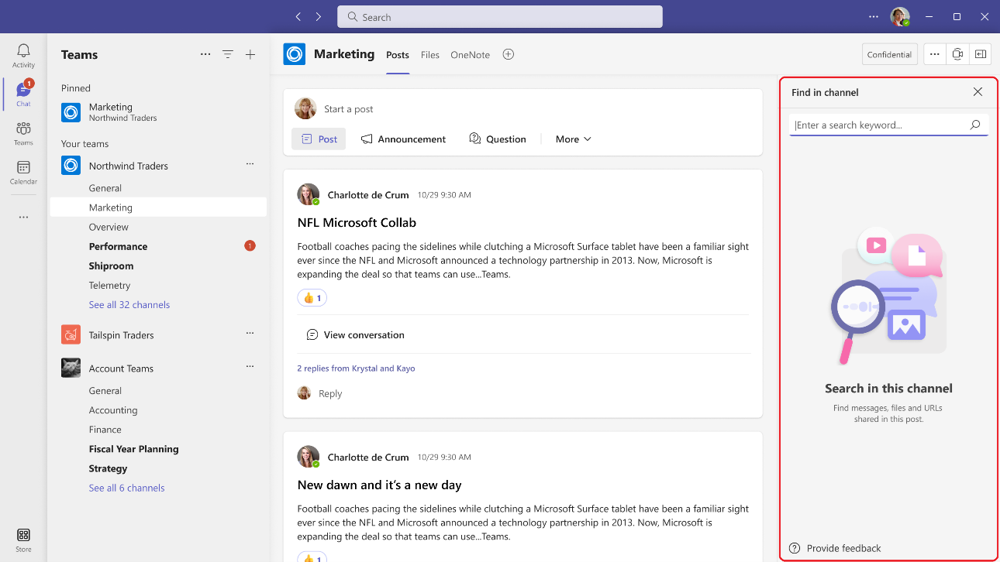 Search
Activity
1
Chat
Teams
Calendar
Store
Teams
Pinned
Marketing
Northwind Traders
Your teams
Northwind Traders
General
Marketing
Overview
Performance 1
Shiproom
Telemetry
See all 32 channels
Tailspin Traders
Account Teams
General
Accounting
Finance
Fiscal Year Planning
Strategy
See all 6 channels
Marketing Posts Files OneNote
Confidential
Start a post
Post Announcement Question More
Charlotte de Crum 10/29 9:30 AM
NFL Microsoft Collab
Football coaches pacing the sidelines while clutching a Microsoft Surface tablet have been a familiar sight
ever since the NFL and Microsoft announced a technology partnership in 2013. Now, Microsoft is
expanding the deal so that teams can use...Teams.
👍 1
View conversation
2 replies from Krystal and Kayo
Reply
Charlotte de Crum 10/29 9:30 AM
New dawn and it's a new day
Football coaches pacing the sidelines while clutching a Microsoft Surface tablet have been a familiar sight
ever since the NFL and Microsoft announced a technology partnership in 2013. Now, Microsoft is
expanding the deal so that teams can use...Teams.
👍 1
Find in channel
Enter a search keyword...
Search in this channel
Find messages, files and URLs
shared in this post.
Provide feedback